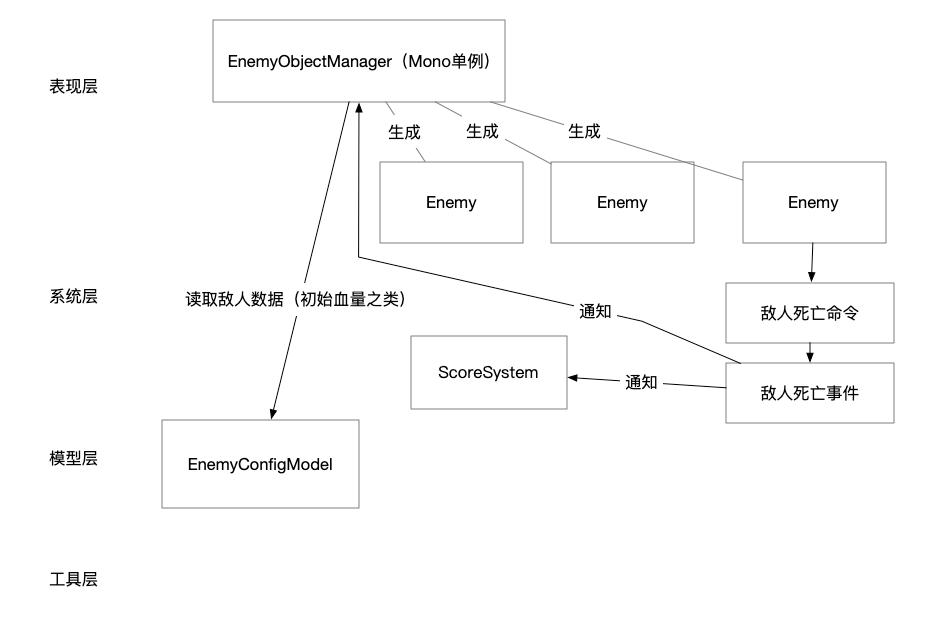 EnemyObjectManager（Mono单例）
表现层
生成
生成
生成
Enemy
Enemy
Enemy
系统层
读取敌人数据（初始血量之类）
通知
敌人死亡命令
ScoreSystem
通知
敌人死亡事件
模型层
EnemyConfigModel
工具层